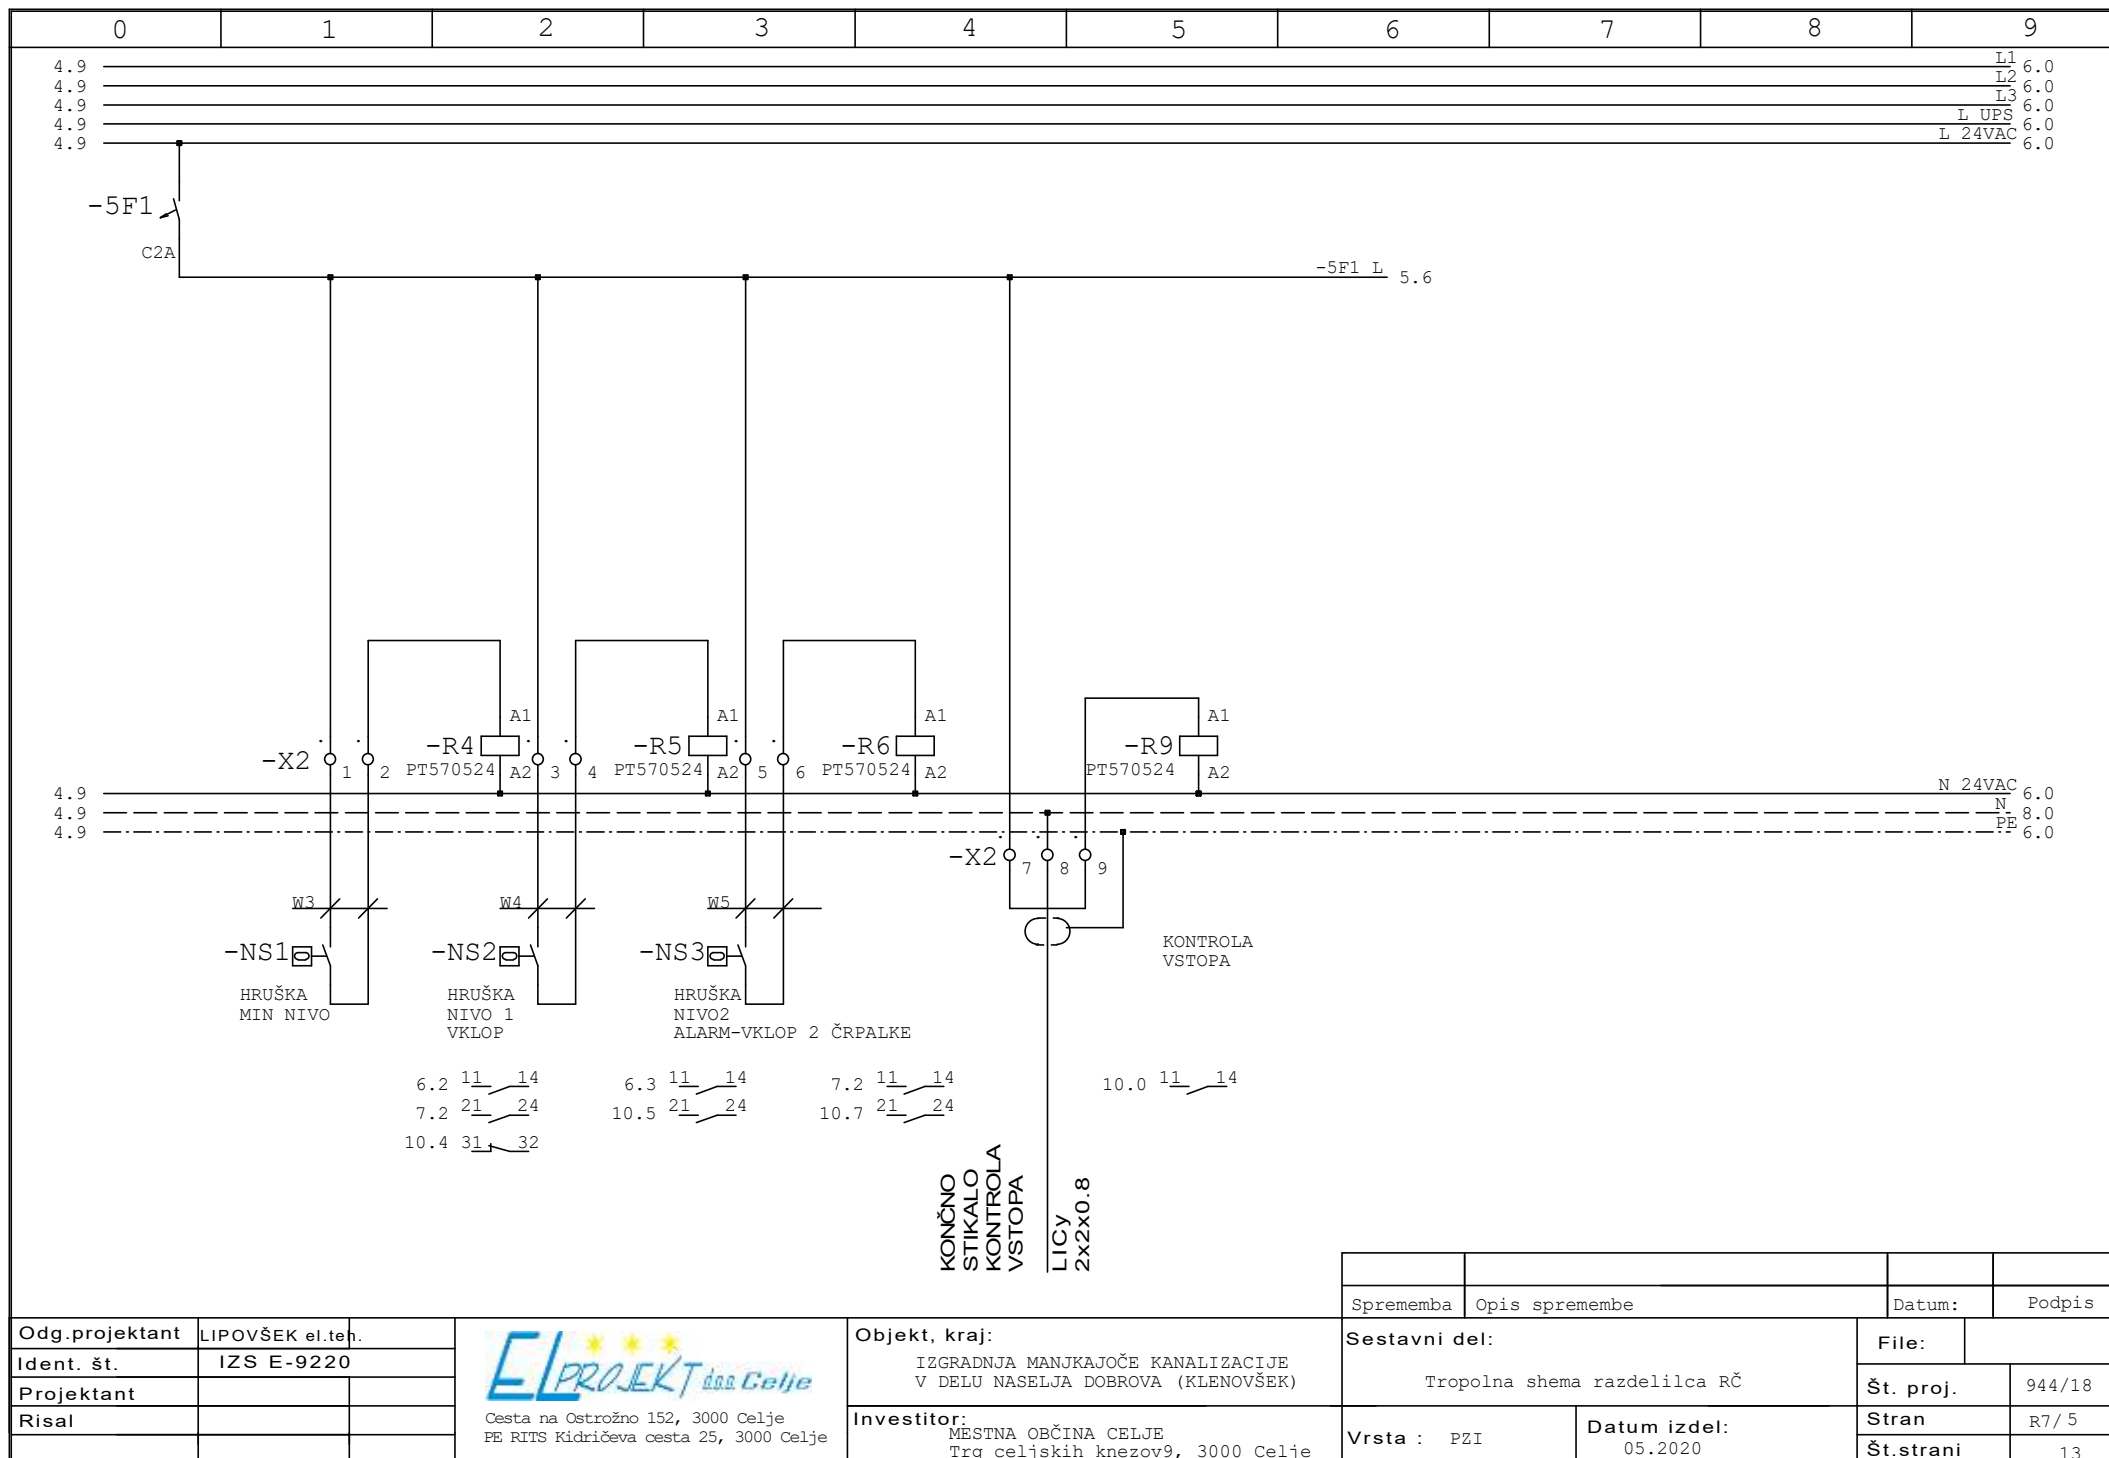 0 1 2 3 4 5 6 7 8 9
4.9 L1 6.0
4.9 L2 6.0
4.9 L3 6.0
4.9 L UPS 6.0
4.9 L 24VAC 6.0
-5F1
C2A
-5F1 L 5.6
A1 A1 A1 A1
-X2 1 2 -R4 3 4 -R5 5 6 -R6 -R9
PT570524 A2 PT570524 A2 PT570524 A2 PT570524 A2
4.9 N 24VAC 6.0
4.9 N 8.0
4.9 PE 6.0
-X2 7 8 9
W3 W4 W5
-NS1 -NS2 -NS3
KONTROLA
VSTOPA
HRUŠKA
MIN NIVO
HRUŠKA
NIVO 1
VKLOP
HRUŠKA
NIVO2
ALARM-VKLOP 2 ČRPALKE
6.2 11 14
7.2 21 24
10.4 31 32
6.3 11 14
10.5 21 24
7.2 11 14
10.7 21 24
10.0 11 14
KONČNO
STIKALO
KONTROLA
VSTOPA
LICy
2x2x0.8
Sprememba Opis spremembe Datum: Podpis
Odg.projektant LIPOVŠEK el.teh.
Ident. št. IZS E-9220
Projektant
Risal
ELPROJEKT d.o.o. Celje
Cesta na Ostrožno 152, 3000 Celje
PE RITS Kidričeva cesta 25, 3000 Celje
Objekt, kraj:
IZGRADNJA MANJKAJOČE KANALIZACIJE
V DELU NASELJA DOBROVA (KLENOVŠEK)
Investitor:
MESTNA OBČINA CELJE
Trg celjskih knezov9, 3000 Celje
Sestavni del:
Tropolna shema razdelilca RČ
Vrsta : PZI
Datum izdel:
05.2020
File:
Št. proj. 944/18
Stran R7/ 5
Št.strani 13